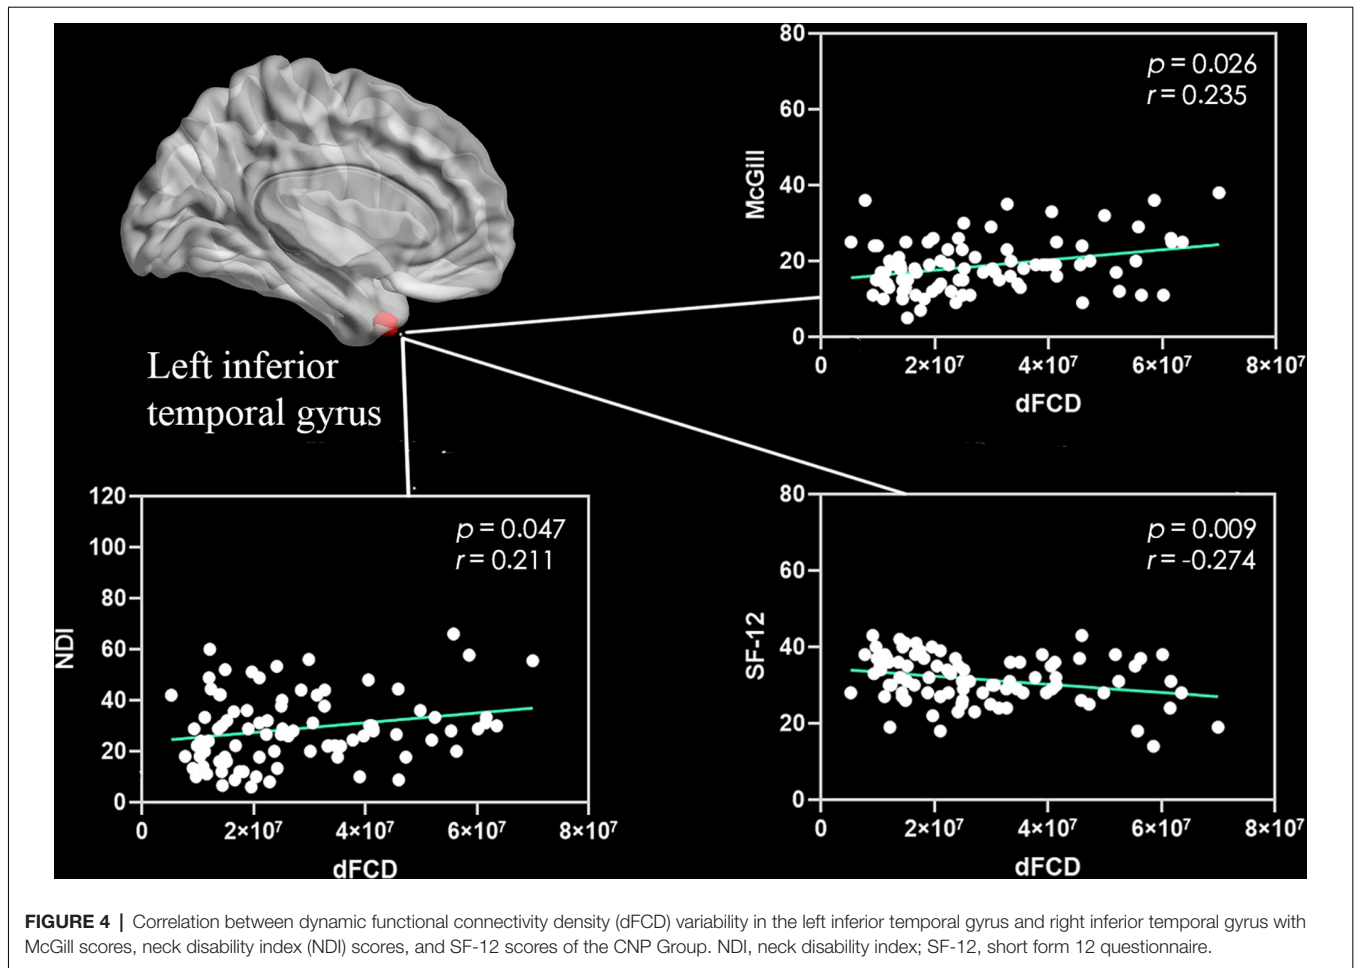 Left inferior
temporal gyrus
McGill
80
60
40
20
0
p = 0.026
r = 0.235
0 2×10⁷ 4×10⁷ 6×10⁷ 8×10⁷
dFCD
NDI
120
100
80
60
40
20
0
p = 0.047
r = 0.211
0 2×10⁷ 4×10⁷ 6×10⁷ 8×10⁷
dFCD
SF-12
80
60
40
20
0
p = 0.009
r = -0.274
0 2×10⁷ 4×10⁷ 6×10⁷ 8×10⁷
dFCD
FIGURE 4 | Correlation between dynamic functional connectivity density (dFCD) variability in the left inferior temporal gyrus and right inferior temporal gyrus with
McGill scores, neck disability index (NDI) scores, and SF-12 scores of the CNP Group. NDI, neck disability index; SF-12, short form 12 questionnaire.